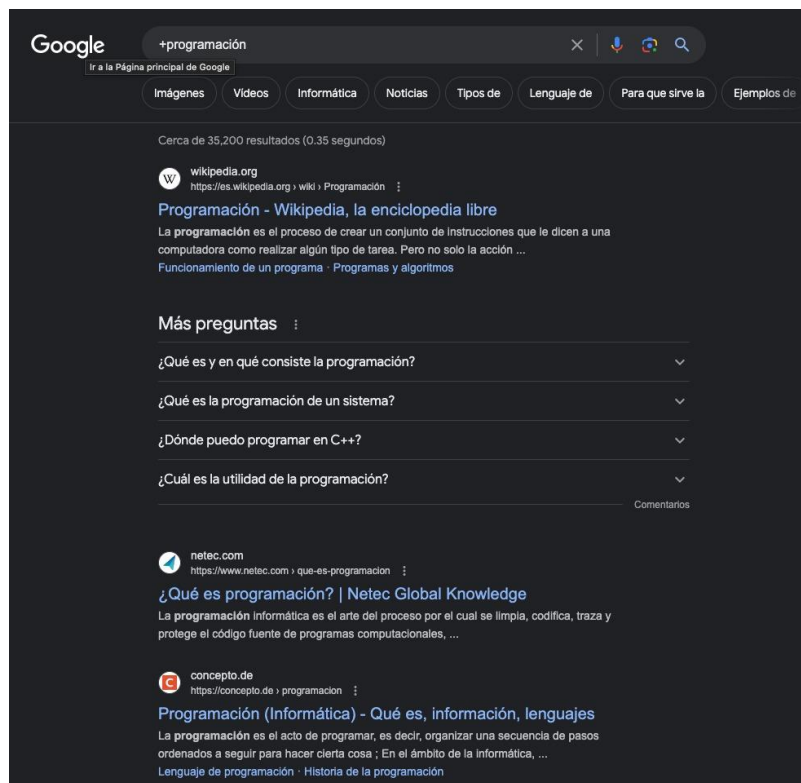 Google
+programación
Ir a la Página principal de Google
Imágenes
Vídeos
Informática
Noticias
Tipos de
Lenguaje de
Para que sirve la
Ejemplos de
Cerca de 35,200 resultados (0.35 segundos)
W
wikipedia.org
https://es.wikipedia.org › wiki › Programación
Programación - Wikipedia, la enciclopedia libre
La programación es el proceso de crear un conjunto de instrucciones que le dicen a una
computadora como realizar algún tipo de tarea. Pero no solo la acción ...
Funcionamiento de un programa · Programas y algoritmos
Más preguntas
¿Qué es y en qué consiste la programación?
¿Qué es la programación de un sistema?
¿Dónde puedo programar en C++?
¿Cuál es la utilidad de la programación?
Comentarios
netec.com
https://www.netec.com › que-es-programacion
¿Qué es programación? | Netec Global Knowledge
La programación informática es el arte del proceso por el cual se limpia, codifica, traza y
protege el código fuente de programas computacionales, ...
C
concepto.de
https://concepto.de › programacion
Programación (Informática) - Qué es, información, lenguajes
La programación es el acto de programar, es decir, organizar una secuencia de pasos
ordenados a seguir para hacer cierta cosa ; En el ámbito de la informática, ...
Lenguaje de programación · Historia de la programación